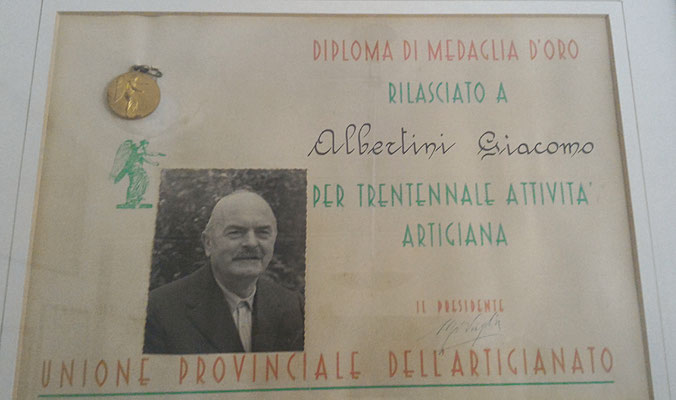 DIPLOMA DI MEDAGLIA D'ORO
RILASCIATO A
Albertini Giacomo
PER TRENTENNALE ATTIVITA'
ARTIGIANA
IL PRESIDENTE
UNIONE PROVINCIALE DELL'ARTIGIANATO